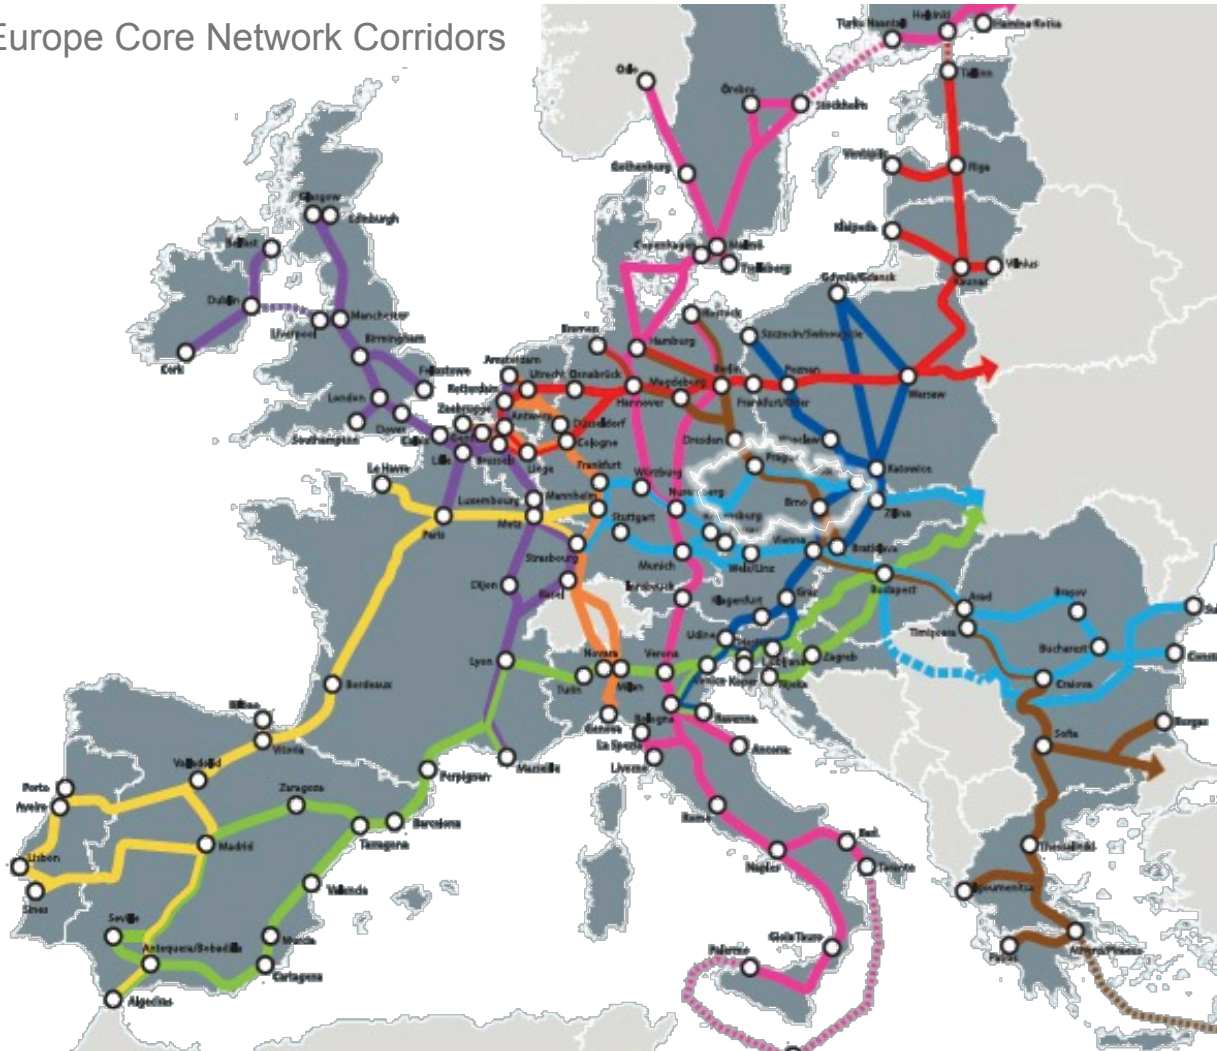 Europe Core Network Corridors
Oslo
Örebro
Stockholm
Turku Naantali
Helsinki
Hamina Kotka
Tallinn
Gothenburg
Ventspils
Riga
Klaipeda
Kaunas
Vilnius
Glasgow
Edinburgh
Belfast
Dublin
Cork
Liverpool
Manchester
Birmingham
Felixstowe
London
Southampton
Dover
Calais
Copenhagen
Malmö
Trelleborg
Gdynia/Gdansk
Rostock
Szczecin/Swinoujscie
Bremen
Hamburg
Amsterdam
Rotterdam
Utrecht
Osnabrück
Hannover
Magdeburg
Berlin
Frankfurt/Oder
Poznan
Warsaw
Zeebrugge
Antwerp
Düsseldorf
Cologne
Brussels
Liege
Lille
Dresden
Wroclaw
Katowice
Le Havre
Luxembourg
Mannheim
Frankfurt
Würzburg
Prague
Brno
Zilina
Paris
Metz
Stuttgart
Strasbourg
Munich
Wels/Linz
Vienna
Bratislava
Dijon
Basel
Innsbruck
Klagenfurt
Graz
Budapest
Arad
Brasov
Timisoara
Bucharest
Craiova
Udine
Lyon
Novara
Milan
Turin
Verona
Venice
Koper
Ljubljana
Zagreb
Rijeka
Bordeaux
Genova
La Spezia
Livorno
Bologna
Ravenna
Ancona
Sofia
Burgas
Bilbao
Vitoria
Valladolid
Marseille
Perpignan
Porto
Aveiro
Zaragoza
Barcelona
Tarragona
Madrid
Rome
Naples
Bari
Taranto
Thessaloniki
Igoumenitsa
Lisbon
Sines
Valencia
Seville
Antequera/Bobadilla
Murcia
Cartagena
Algeciras
Gioia Tauro
Palermo
Patras
Athens/Piraeus